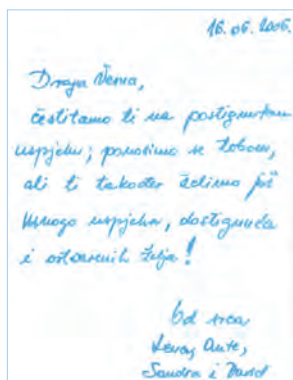 16. 06. 2006.
Draga Vesna,
čestitamo ti na postignutom
uspjehu; ponosimo se tobom,
ali ti također želimo još
mnogo uspjeha, dostignuća
i ostvarenih želja!
Od srca
Ante,
Sandra i David